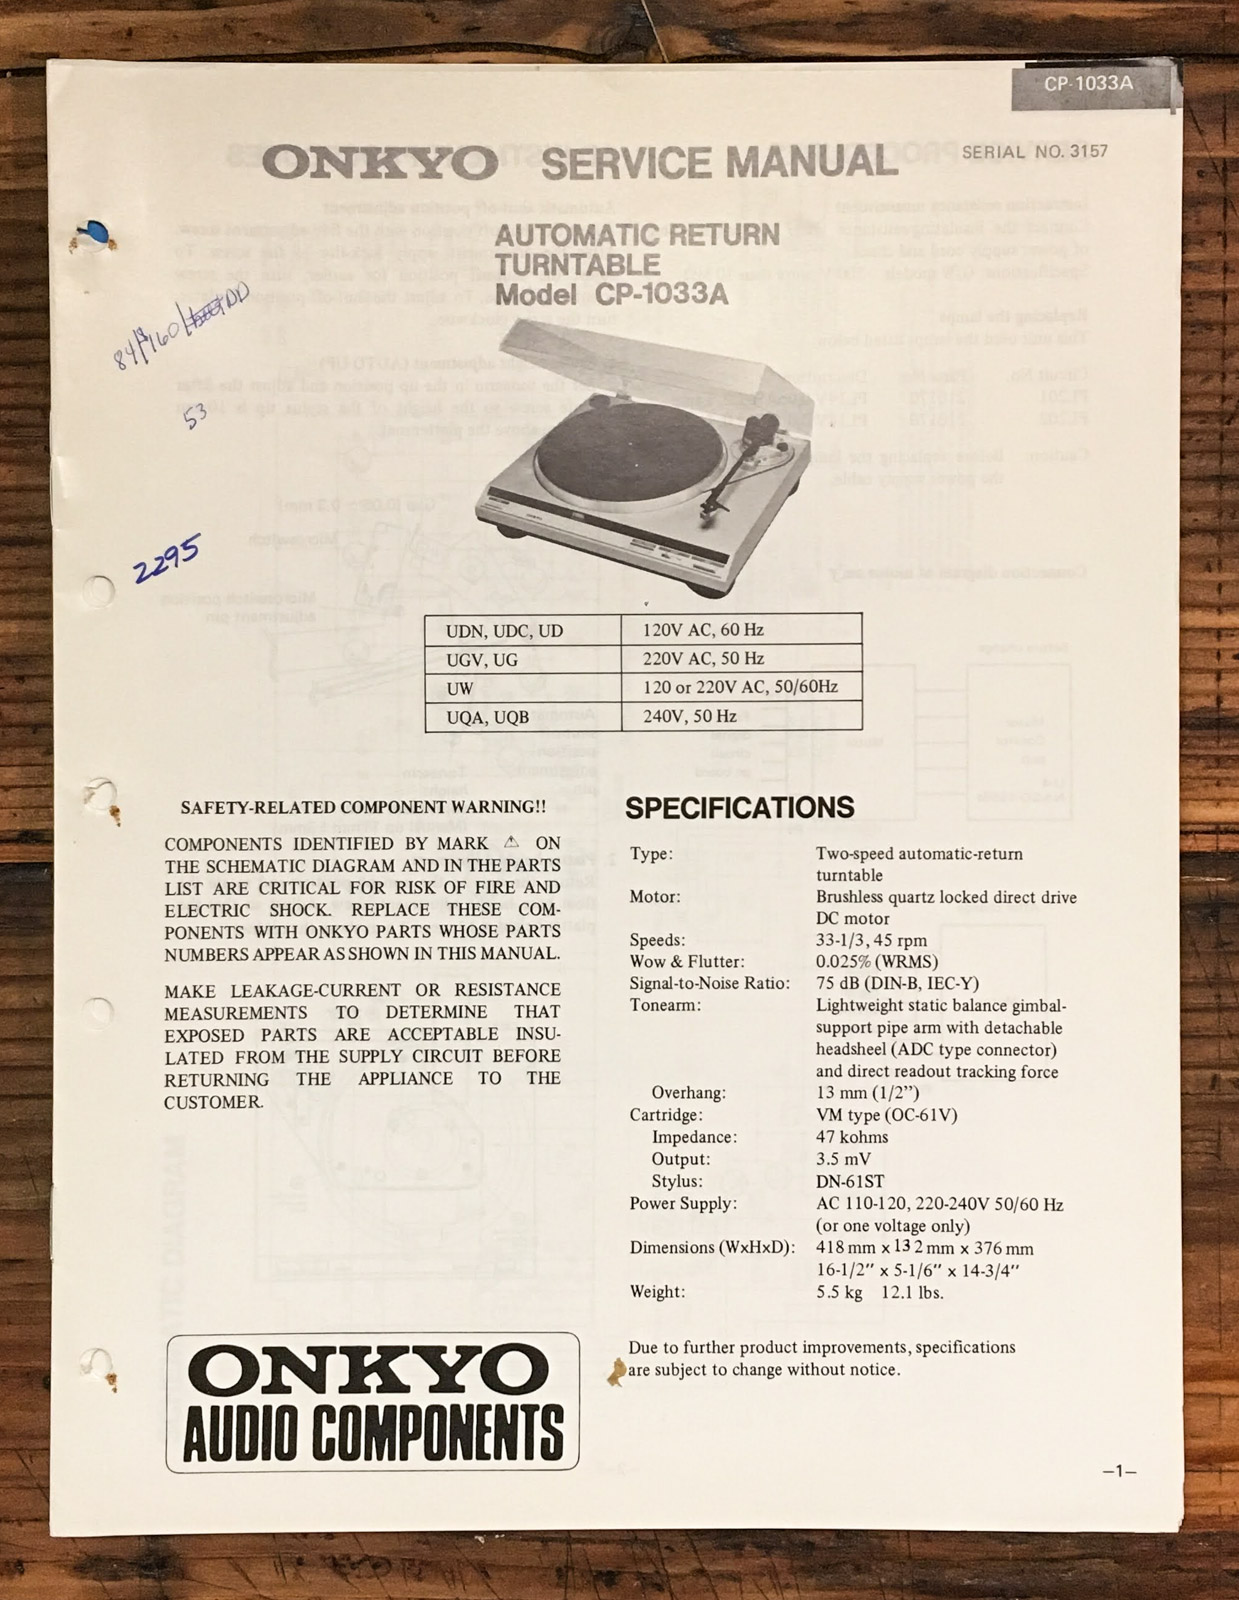 CP-1033A
ONKYO SERVICE MANUAL
SERIAL NO. 3157
AUTOMATIC RETURN
TURNTABLE
Model CP-1033A
53
2295
UDN, UDC, UD 120V AC, 60 Hz
UGV, UG 220V AC, 50 Hz
UW 120 or 220V AC, 50/60Hz
UQA, UQB 240V, 50 Hz
SAFETY-RELATED COMPONENT WARNING!!
COMPONENTS IDENTIFIED BY MARK ⚠ ON
THE SCHEMATIC DIAGRAM AND IN THE PARTS
LIST ARE CRITICAL FOR RISK OF FIRE AND
ELECTRIC SHOCK. REPLACE THESE COM-
PONENTS WITH ONKYO PARTS WHOSE PARTS
NUMBERS APPEAR AS SHOWN IN THIS MANUAL.
MAKE LEAKAGE-CURRENT OR RESISTANCE
MEASUREMENTS TO DETERMINE THAT
EXPOSED PARTS ARE ACCEPTABLE INSU-
LATED FROM THE SUPPLY CIRCUIT BEFORE
RETURNING THE APPLIANCE TO THE
CUSTOMER.
SPECIFICATIONS
Type: Two-speed automatic-return
turntable
Motor: Brushless quartz locked direct drive
DC motor
Speeds: 33-1/3, 45 rpm
Wow & Flutter: 0.025% (WRMS)
Signal-to-Noise Ratio: 75 dB (DIN-B, IEC-Y)
Tonearm: Lightweight static balance gimbal-
support pipe arm with detachable
headsheel (ADC type connector)
and direct readout tracking force
Overhang: 13 mm (1/2")
Cartridge: VM type (OC-61V)
Impedance: 47 kohms
Output: 3.5 mV
Stylus: DN-61ST
Power Supply: AC 110-120, 220-240V 50/60 Hz
(or one voltage only)
Dimensions (WxHxD): 418 mm x 132 mm x 376 mm
16-1/2" x 5-1/6" x 14-3/4"
Weight: 5.5 kg 12.1 lbs.
Due to further product improvements, specifications
are subject to change without notice.
ONKYO
AUDIO COMPONENTS
—1—